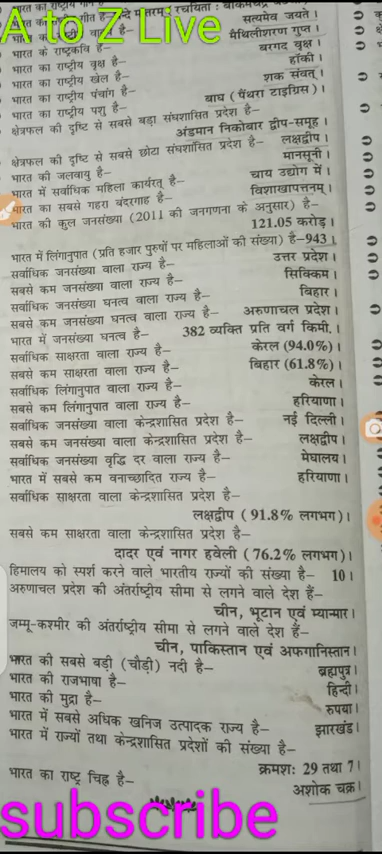 A to Z Live
भारत का राष्ट्रीय
सत्यमेव जयते।
भारत के राष्ट्रकवि है– मैथिलीशरण गुप्त।
भारत का राष्ट्रीय वृक्ष है– बरगद वृक्ष।
भारत का राष्ट्रीय खेल है– हॉकी।
भारत का राष्ट्रीय पंचांग है– शक संवत्।
भारत का राष्ट्रीय पशु है– बाघ (पैंथरा टाइग्रिस)।
क्षेत्रफल की दृष्टि से सबसे बड़ा संघशासित प्रदेश है–
अंडमान निकोबार द्वीप-समूह।
क्षेत्रफल की दृष्टि से सबसे छोटा संघशासित प्रदेश है– लक्षद्वीप।
भारत की जलवायु है– मानसूनी।
भारत में सर्वाधिक महिला कार्यरत् है– चाय उद्योग में।
भारत का सबसे गहरा बंदरगाह है– विशाखापत्तनम्।
भारत की कुल जनसंख्या (2011 की जनगणना के अनुसार) है–
121.05 करोड़।
भारत में लिंगानुपात (प्रति हजार पुरुषों पर महिलाओं की संख्या) है–943।
सर्वाधिक जनसंख्या वाला राज्य है– उत्तर प्रदेश।
सबसे कम जनसंख्या वाला राज्य है– सिक्किम।
सर्वाधिक जनसंख्या घनत्व वाला राज्य है– बिहार।
सबसे कम जनसंख्या घनत्व वाला राज्य है– अरुणाचल प्रदेश।
भारत में जनसंख्या घनत्व है– 382 व्यक्ति प्रति वर्ग किमी.।
सर्वाधिक साक्षरता वाला राज्य है– केरल (94.0%)।
सबसे कम साक्षरता वाला राज्य है– बिहार (61.8%)।
सर्वाधिक लिंगानुपात वाला राज्य है– केरल।
सबसे कम लिंगानुपात वाला राज्य है– हरियाणा।
सर्वाधिक जनसंख्या वाला केन्द्रशासित प्रदेश है– नई दिल्ली।
सबसे कम जनसंख्या वाला केन्द्रशासित प्रदेश है– लक्षद्वीप।
सर्वाधिक जनसंख्या वृद्धि दर वाला राज्य है– मेघालय।
भारत में सबसे कम वनाच्छादित राज्य है– हरियाणा।
सर्वाधिक साक्षरता वाला केन्द्रशासित प्रदेश है–
लक्षद्वीप (91.8% लगभग)।
सबसे कम साक्षरता वाला केन्द्रशासित प्रदेश है–
दादर एवं नागर हवेली (76.2% लगभग)।
हिमालय को स्पर्श करने वाले भारतीय राज्यों की संख्या है– 10।
अरुणाचल प्रदेश की अंतर्राष्ट्रीय सीमा से लगने वाले देश हैं–
चीन, भूटान एवं म्यान्मार।
जम्मू-कश्मीर की अंतर्राष्ट्रीय सीमा से लगने वाले देश हैं–
चीन, पाकिस्तान एवं अफगानिस्तान।
भारत की सबसे बड़ी (चौड़ी) नदी है– ब्रह्मपुत्र।
भारत की राजभाषा है– हिन्दी।
भारत की मुद्रा है– रुपया।
भारत में सबसे अधिक खनिज उत्पादक राज्य है– झारखंड।
भारत में राज्यों तथा केन्द्रशासित प्रदेशों की संख्या है–
क्रमशः 29 तथा 7।
भारत का राष्ट्र चिह्न है– अशोक चक्र।
subscribe